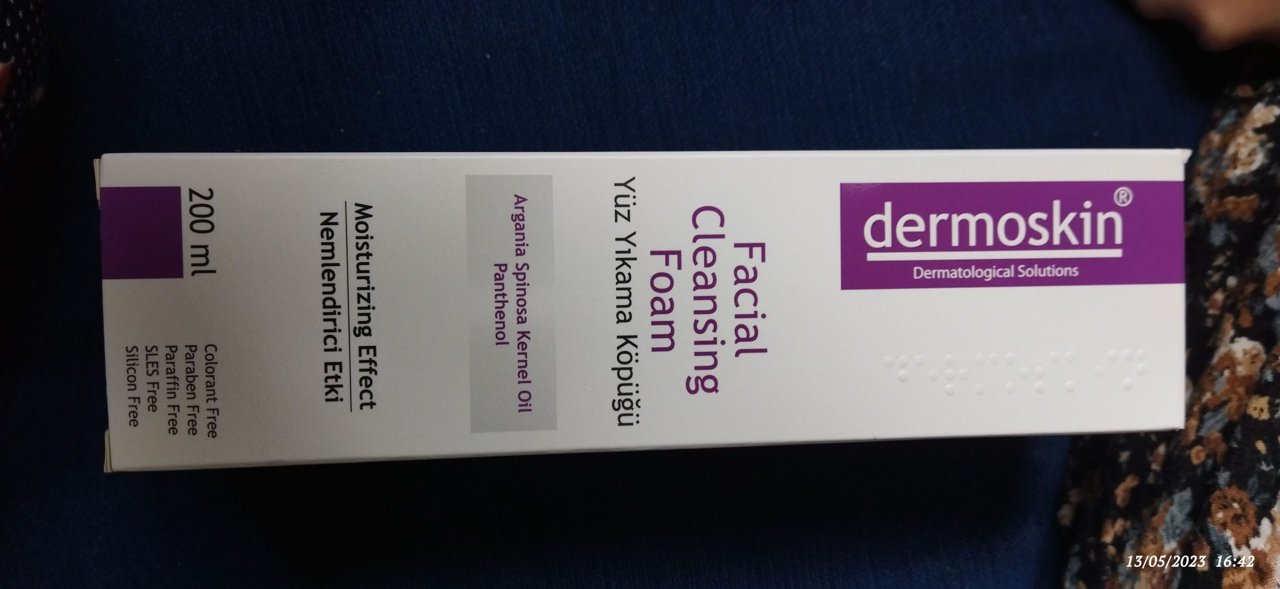 dermoskin®
Dermatological Solutions
Facial
Cleansing
Foam
Yüz Yıkama Köpüğü
Argania Spinosa Kernel Oil
Panthenol
Moisturizing Effect
Nemlendirici Etki
200 ml
Colorant Free
Paraben Free
Paraffin Free
SLES Free
Silicon Free
13/05/2023 16:42